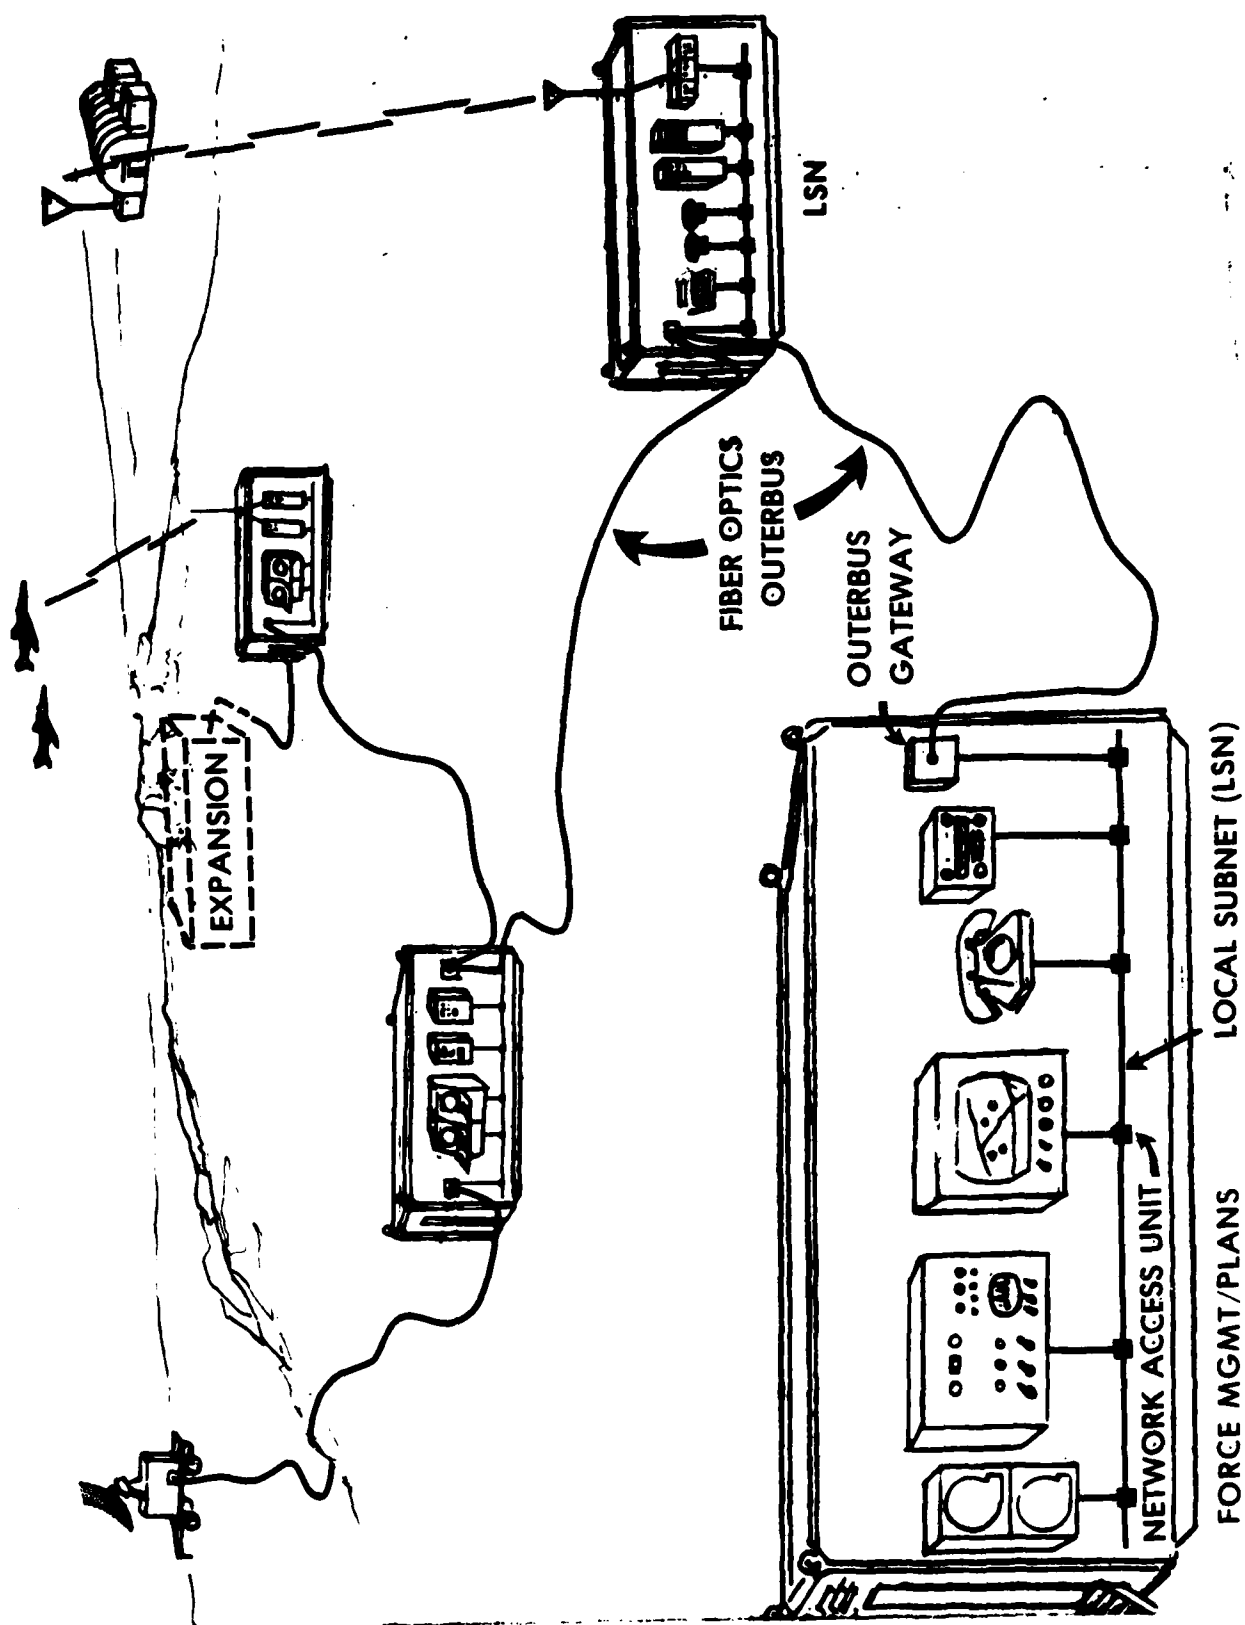 EXPANSION
LSN
FIBER OPTICS
OUTERBUS
OUTERBUS
GATEWAY
NETWORK ACCESS UNIT
LOCAL SUBNET (LSN)
FORCE MGMT/PLANS